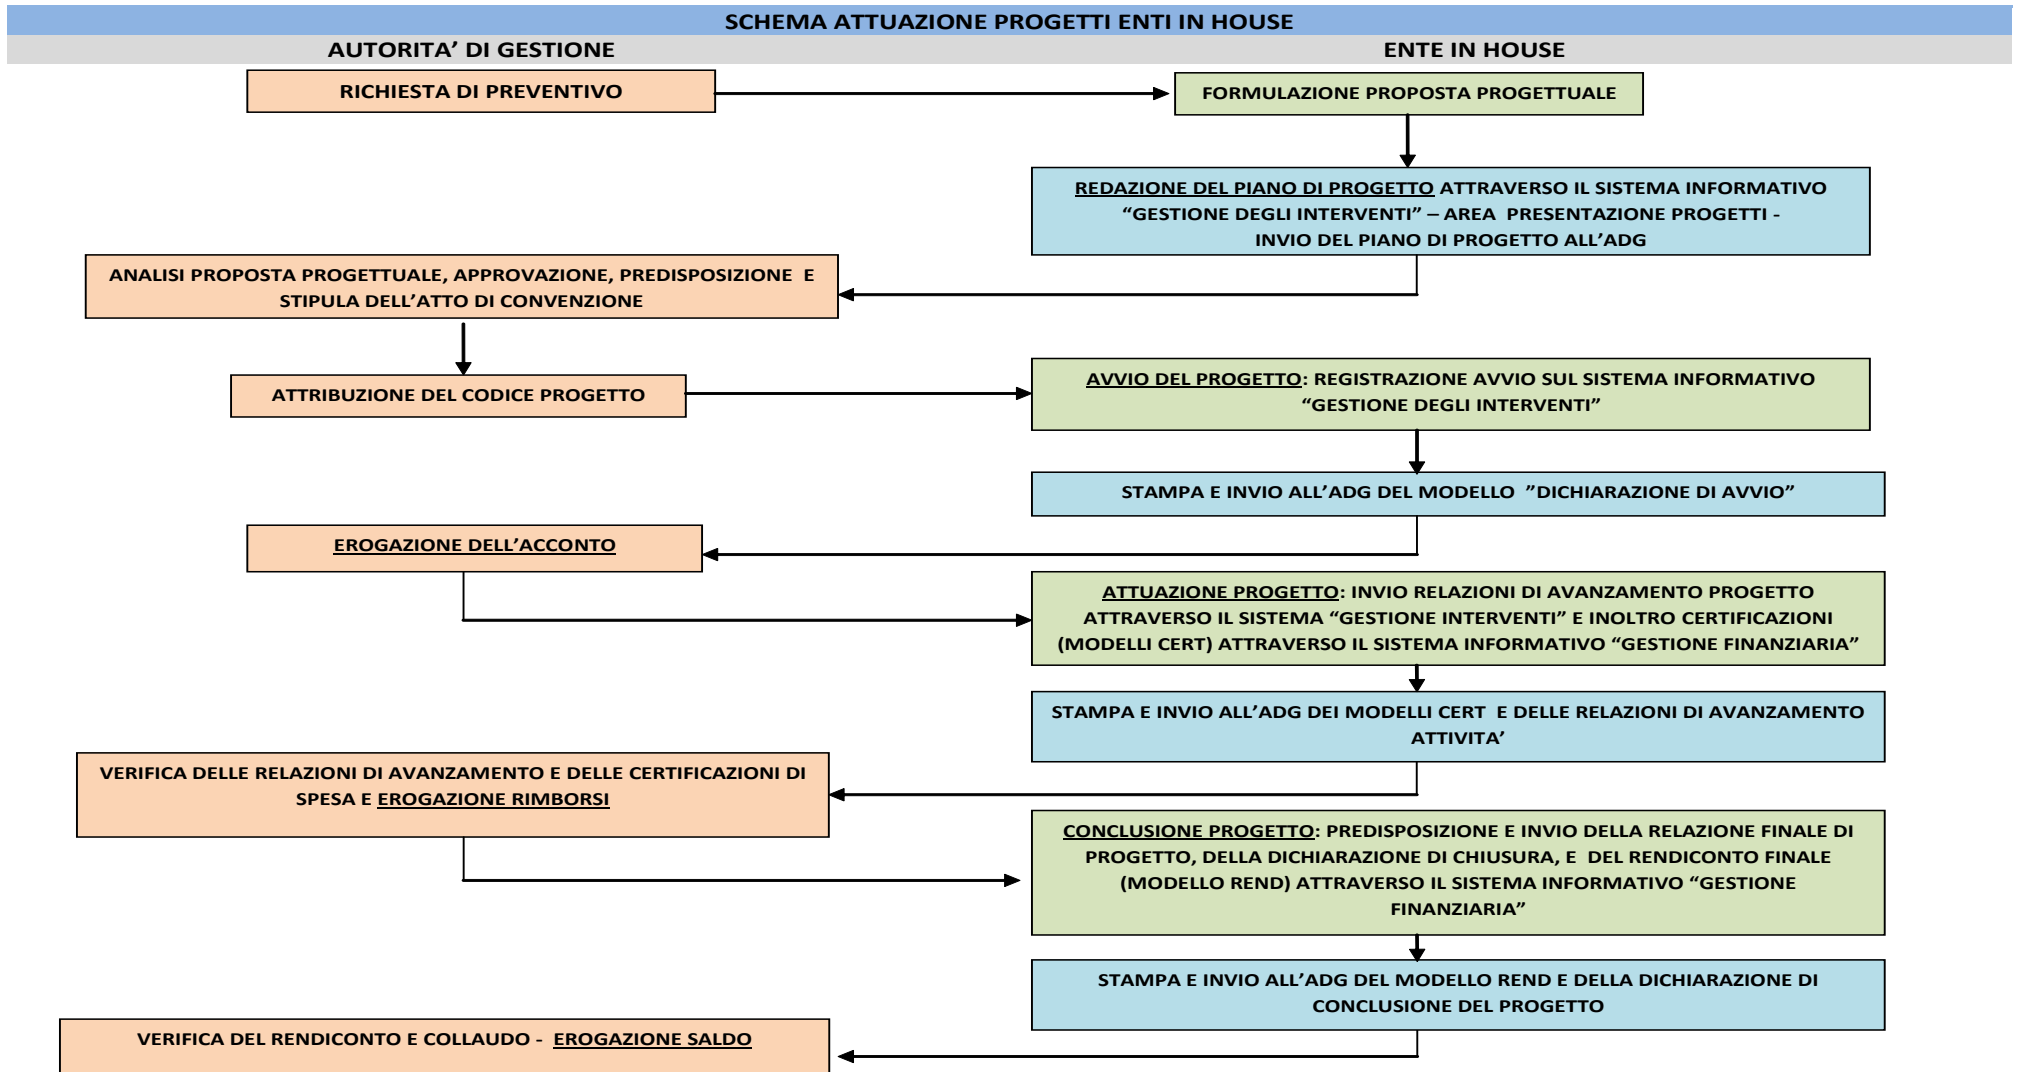 SCHEMA ATTUAZIONE PROGETTI ENTI IN HOUSE
AUTORITA’ DI GESTIONE
ENTE IN HOUSE
RICHIESTA DI PREVENTIVO
FORMULAZIONE PROPOSTA PROGETTUALE
REDAZIONE DEL PIANO DI PROGETTO ATTRAVERSO IL SISTEMA INFORMATIVO
“GESTIONE DEGLI INTERVENTI” – AREA PRESENTAZIONE PROGETTI -
INVIO DEL PIANO DI PROGETTO ALL’ADG
ANALISI PROPOSTA PROGETTUALE, APPROVAZIONE, PREDISPOSIZIONE E
STIPULA DELL’ATTO DI CONVENZIONE
ATTRIBUZIONE DEL CODICE PROGETTO
AVVIO DEL PROGETTO: REGISTRAZIONE AVVIO SUL SISTEMA INFORMATIVO
“GESTIONE DEGLI INTERVENTI”
STAMPA E INVIO ALL’ADG DEL MODELLO ”DICHIARAZIONE DI AVVIO”
EROGAZIONE DELL’ACCONTO
ATTUAZIONE PROGETTO: INVIO RELAZIONI DI AVANZAMENTO PROGETTO
ATTRAVERSO IL SISTEMA “GESTIONE INTERVENTI” E INOLTRO CERTIFICAZIONI
(MODELLI CERT) ATTRAVERSO IL SISTEMA INFORMATIVO “GESTIONE FINANZIARIA”
STAMPA E INVIO ALL’ADG DEI MODELLI CERT E DELLE RELAZIONI DI AVANZAMENTO
ATTIVITA’
VERIFICA DELLE RELAZIONI DI AVANZAMENTO E DELLE CERTIFICAZIONI DI
SPESA E EROGAZIONE RIMBORSI
CONCLUSIONE PROGETTO: PREDISPOSIZIONE E INVIO DELLA RELAZIONE FINALE DI
PROGETTO, DELLA DICHIARAZIONE DI CHIUSURA, E DEL RENDICONTO FINALE
(MODELLO REND) ATTRAVERSO IL SISTEMA INFORMATIVO “GESTIONE
FINANZIARIA”
STAMPA E INVIO ALL’ADG DEL MODELLO REND E DELLA DICHIARAZIONE DI
CONCLUSIONE DEL PROGETTO
VERIFICA DEL RENDICONTO E COLLAUDO - EROGAZIONE SALDO